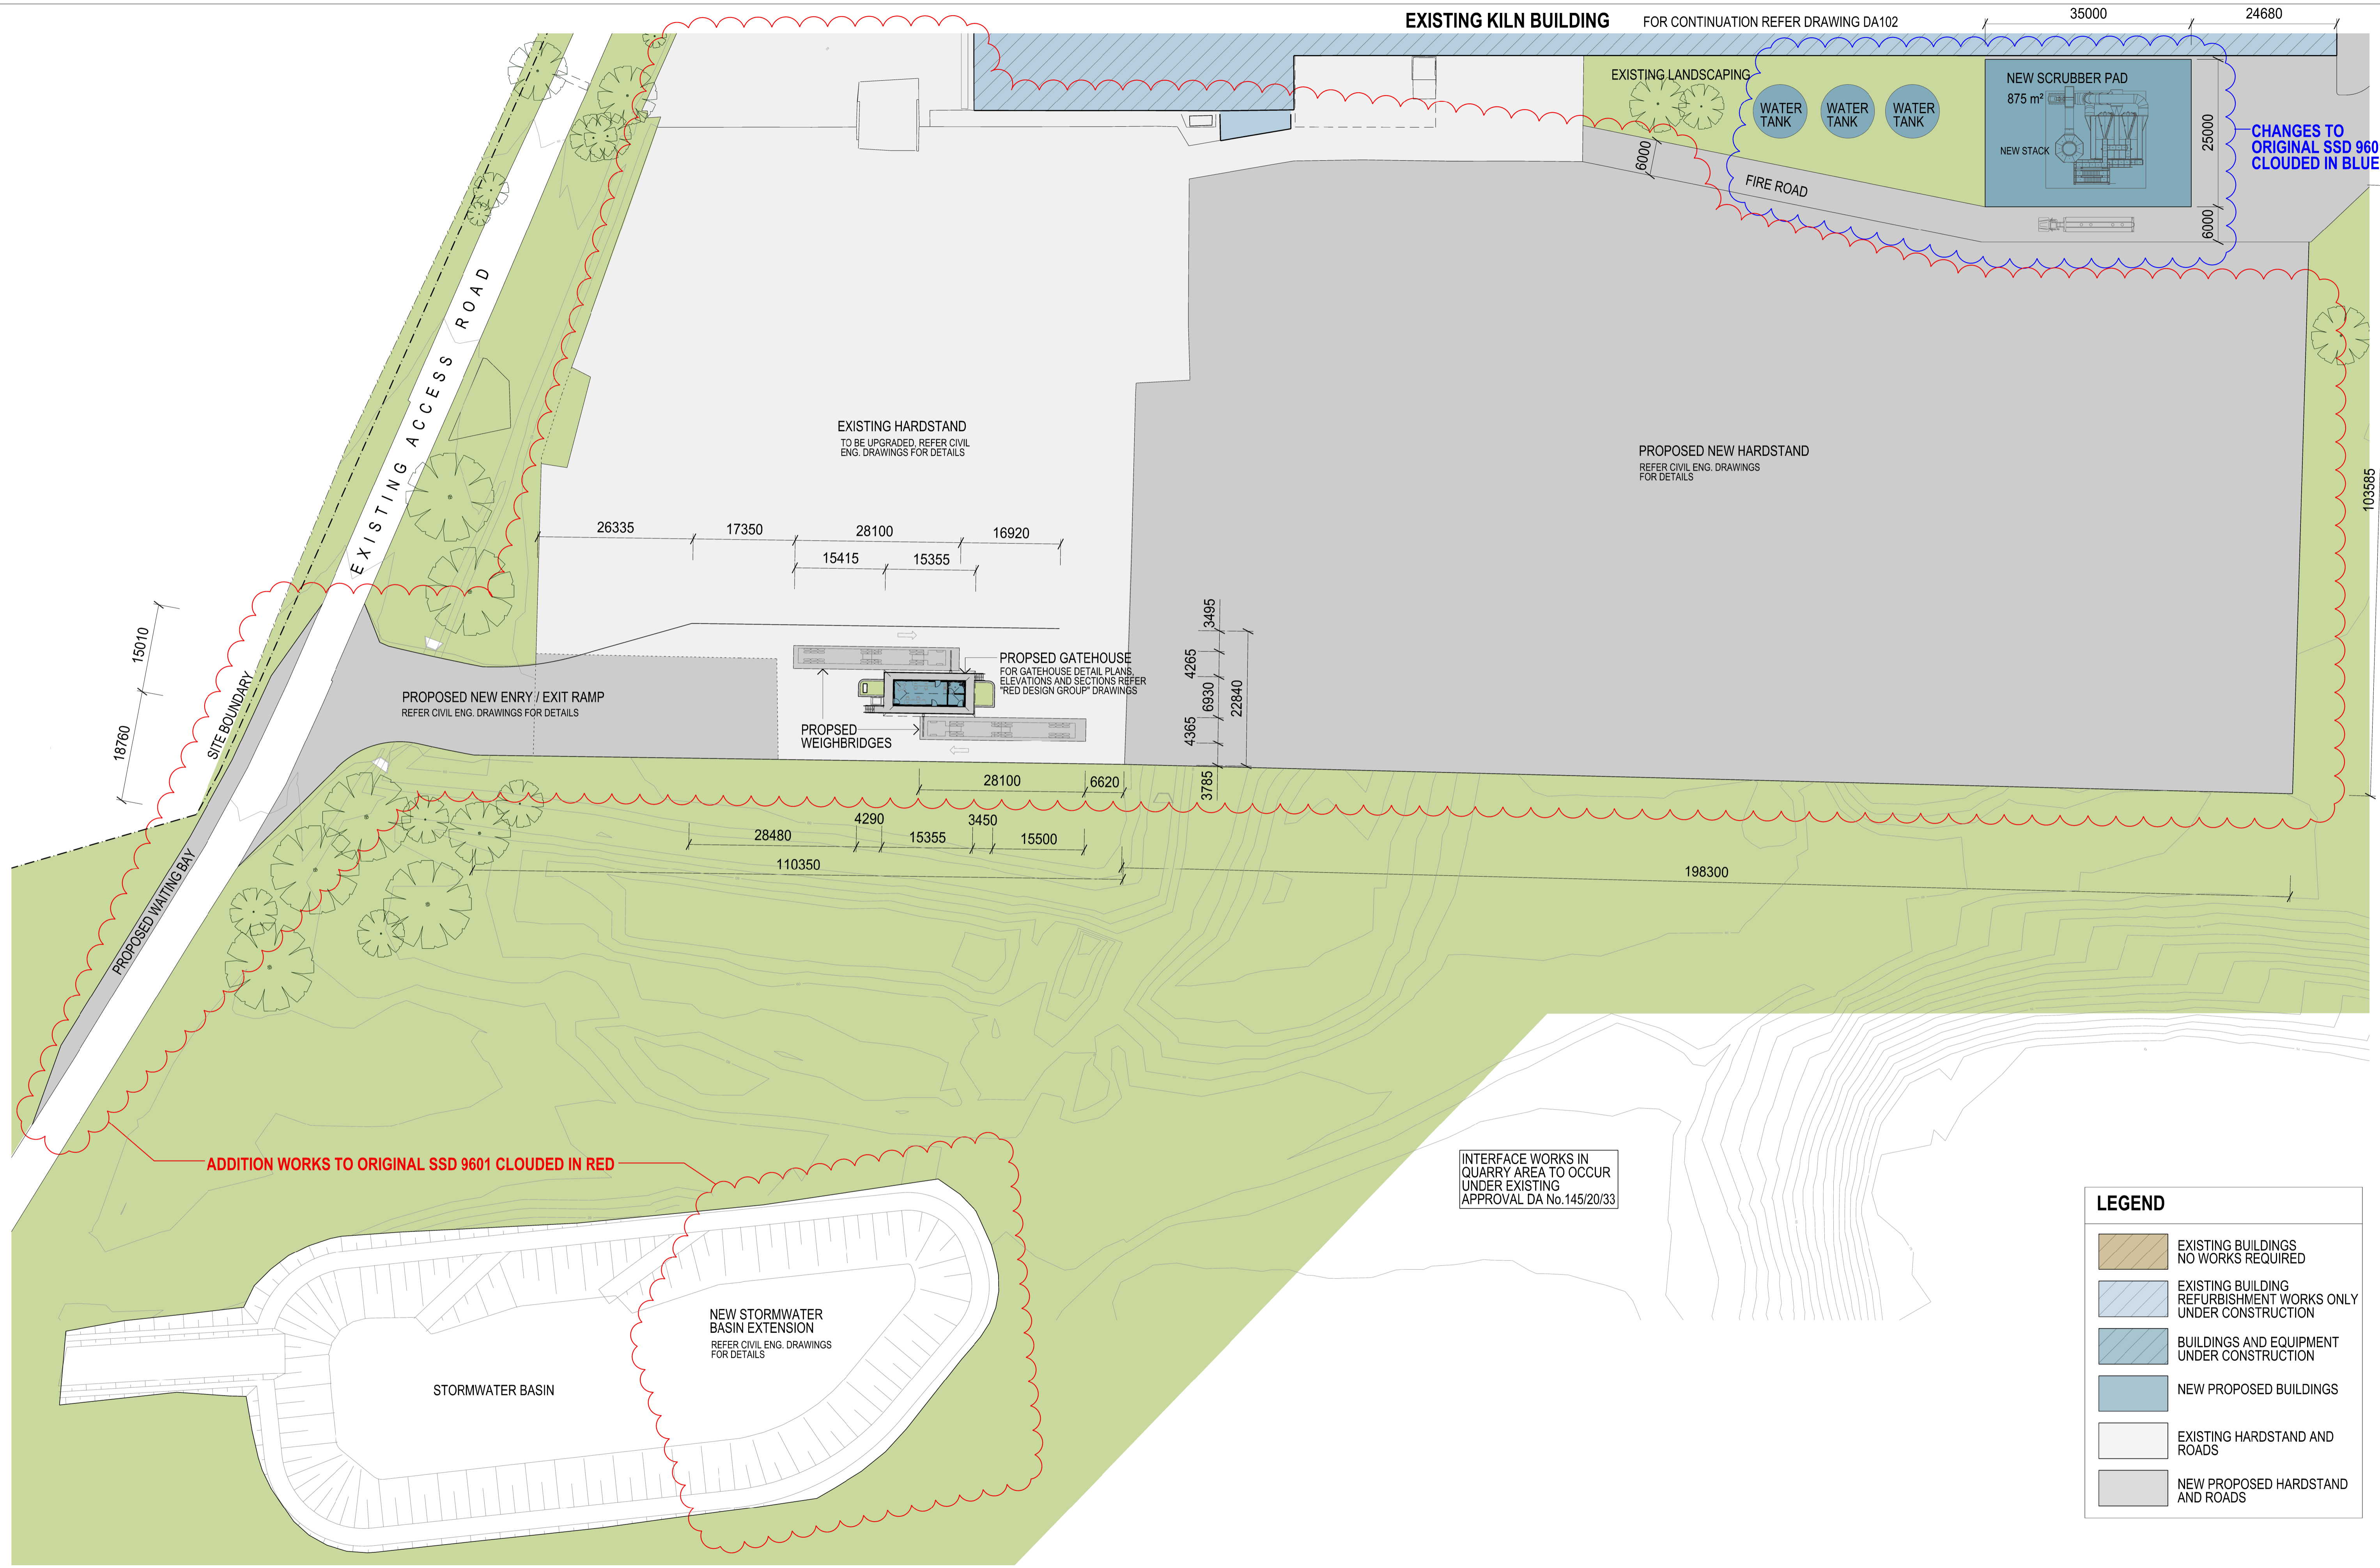 EXISTING KILN BUILDING
FOR CONTINUATION REFER DRAWING DA102
35000
24680
EXISTING LANDSCAPING
WATER
TANK
WATER
TANK
WATER
TANK
NEW SCRUBBER PAD
875 m²
NEW STACK
25000
6000
CHANGES TO
ORIGINAL SSD 960
CLOUDED IN BLUE
6000
FIRE ROAD
EXISTING ACCESS ROAD
EXISTING HARDSTAND
TO BE UPGRADED, REFER CIVIL
ENG. DRAWINGS FOR DETAILS
PROPOSED NEW HARDSTAND
REFER CIVIL ENG. DRAWINGS
FOR DETAILS
103585
26335
17350
28100
16920
15415
15355
15010
18760
SITE BOUNDARY
3495
4265
6930
22840
4365
3785
PROPSED GATEHOUSE
FOR GATEHOUSE DETAIL PLANS,
ELEVATIONS AND SECTIONS REFER
"RED DESIGN GROUP" DRAWINGS
PROPOSED NEW ENRY / EXIT RAMP
REFER CIVIL ENG. DRAWINGS FOR DETAILS
PROPSED
WEIGHBRIDGES
28100
6620
28480
4290
15355
3450
15500
110350
198300
PROPOSED WAITING BAY
ADDITION WORKS TO ORIGINAL SSD 9601 CLOUDED IN RED
INTERFACE WORKS IN
QUARRY AREA TO OCCUR
UNDER EXISTING
APPROVAL DA No.145/20/33
NEW STORMWATER
BASIN EXTENSION
REFER CIVIL ENG. DRAWINGS
FOR DETAILS
STORMWATER BASIN
LEGEND
EXISTING BUILDINGS
NO WORKS REQUIRED
EXISTING BUILDING
REFURBISHMENT WORKS ONLY
UNDER CONSTRUCTION
BUILDINGS AND EQUIPMENT
UNDER CONSTRUCTION
NEW PROPOSED BUILDINGS
EXISTING HARDSTAND AND
ROADS
NEW PROPOSED HARDSTAND
AND ROADS